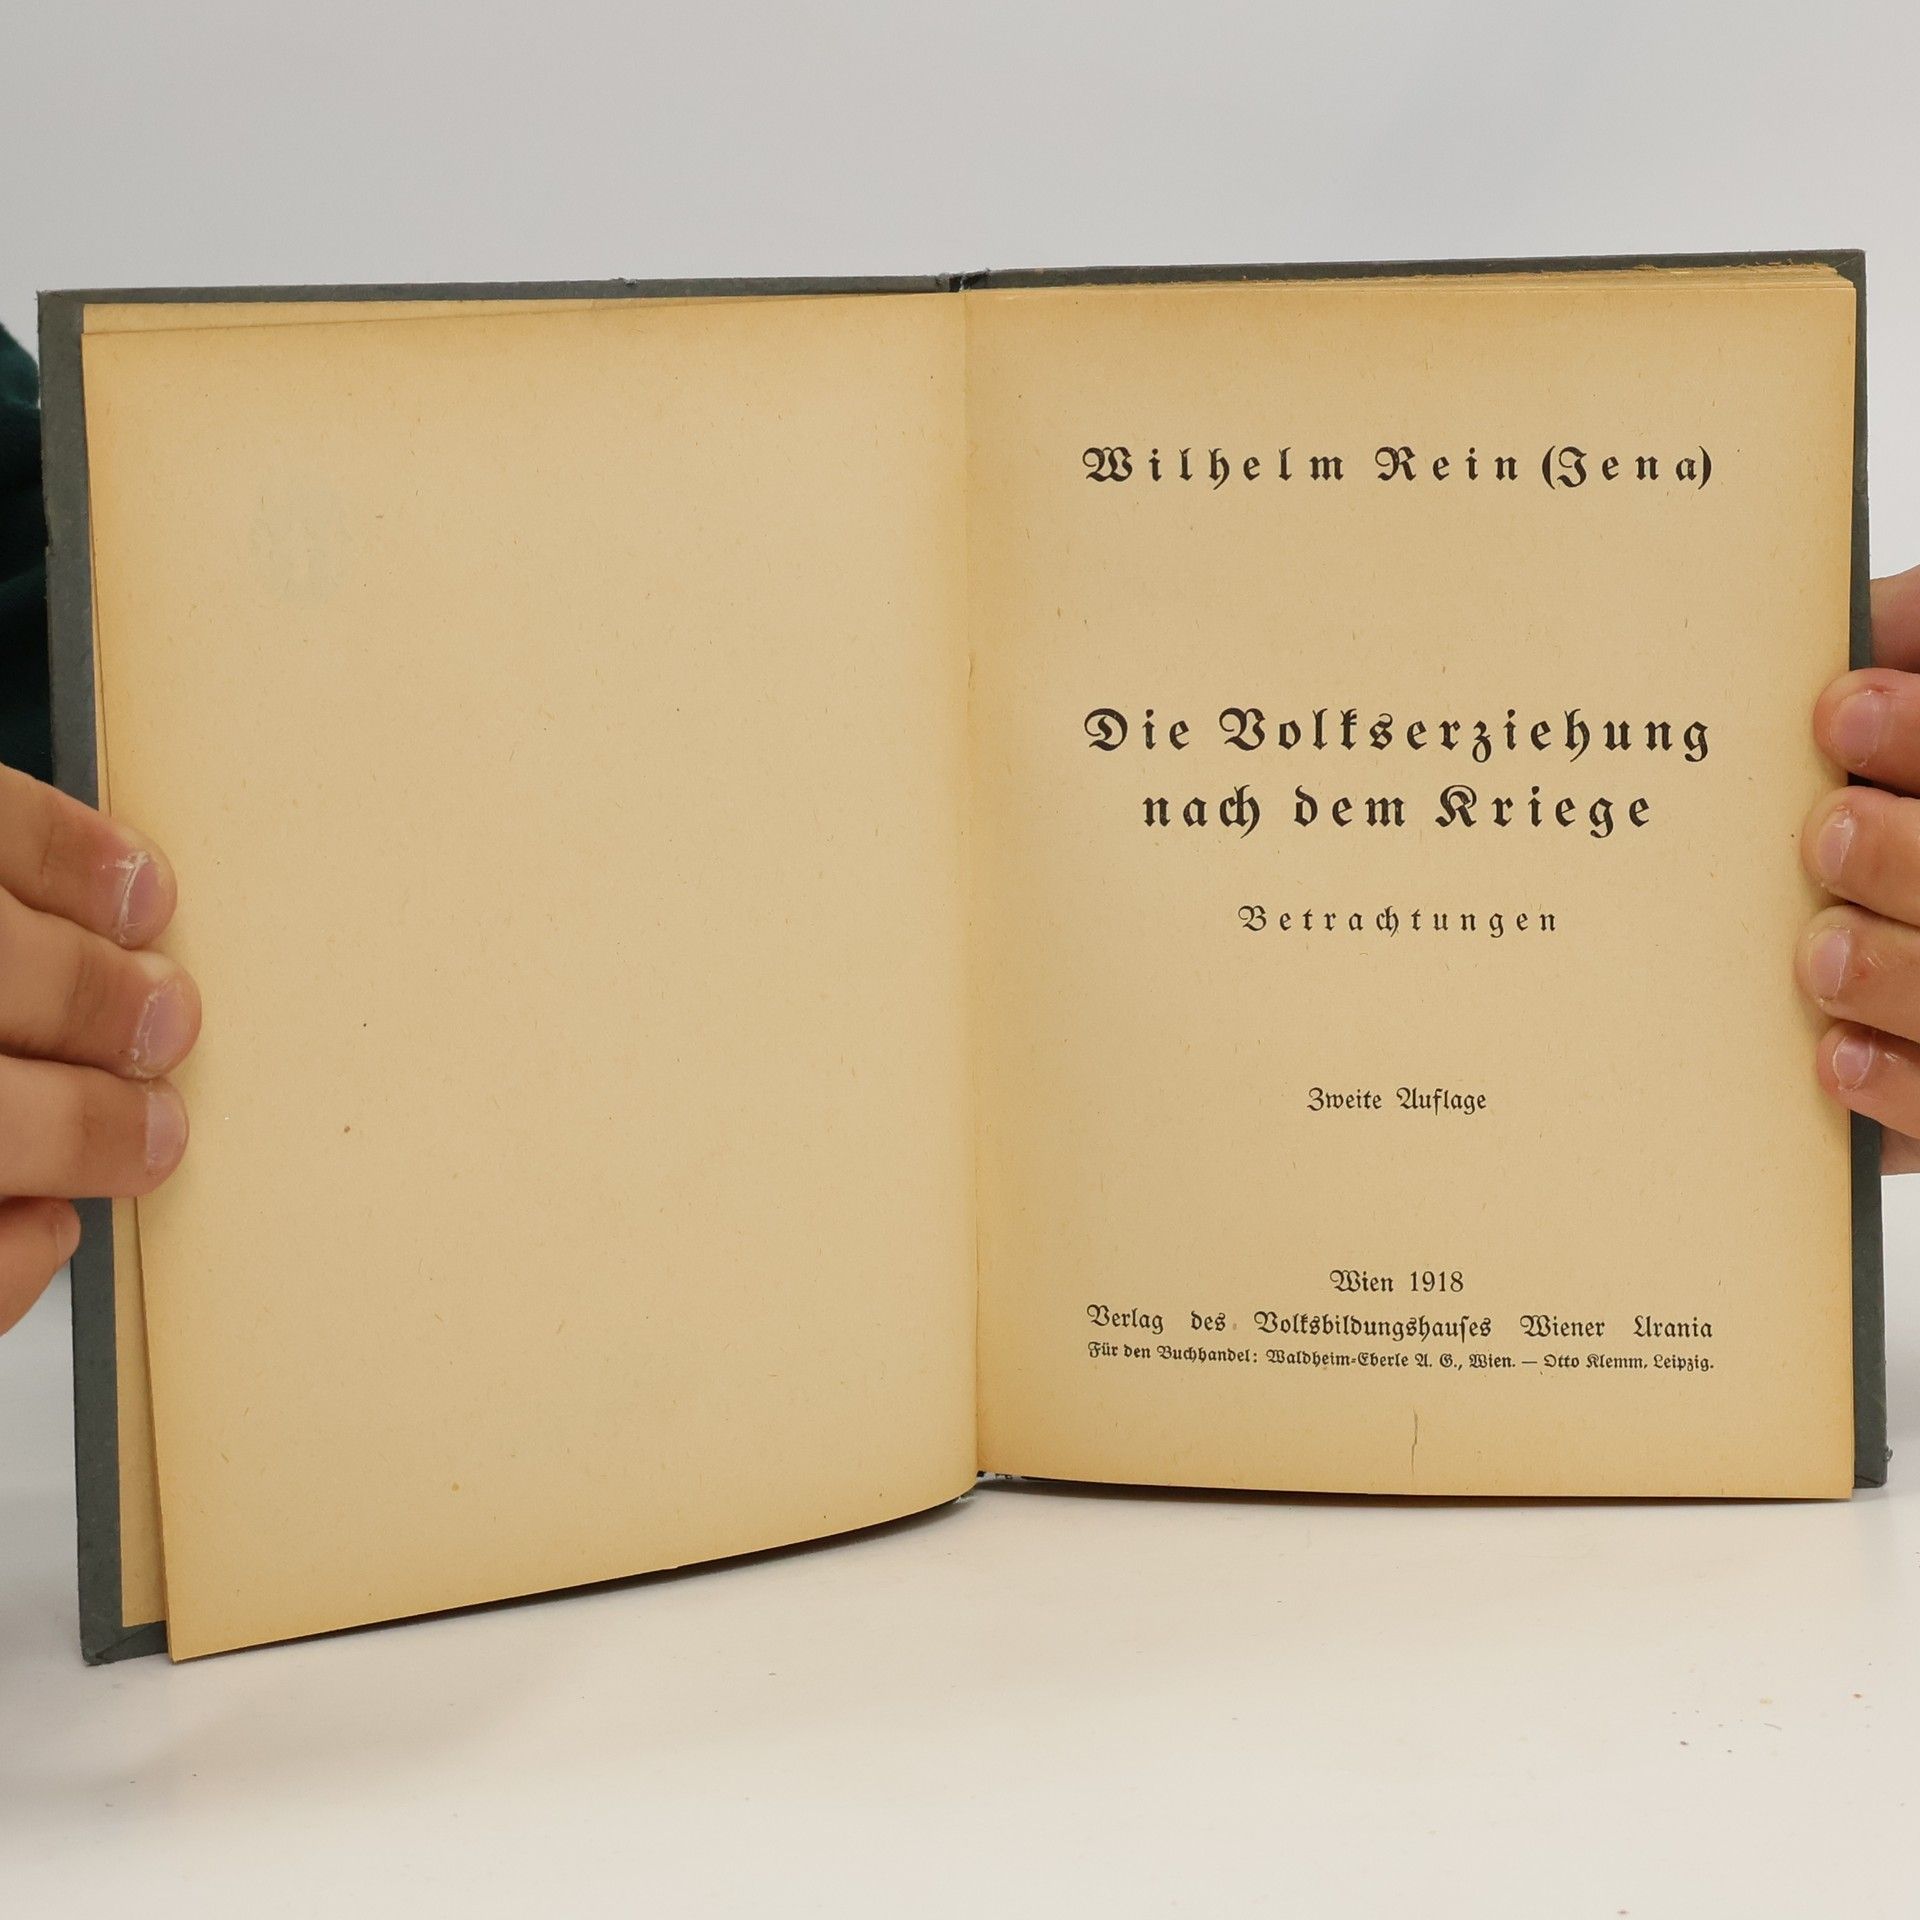 Wilhelm Rein (Jena)
Die Volkserziehung
nach dem Kriege
Betrachtungen
Zweite Auflage
Wien 1918
Verlag des Volksbildungshauſes Wiener Urania
Für den Buchhandel: Waldheim-Eberle A. G., Wien. — Otto Klemm, Leipzig.